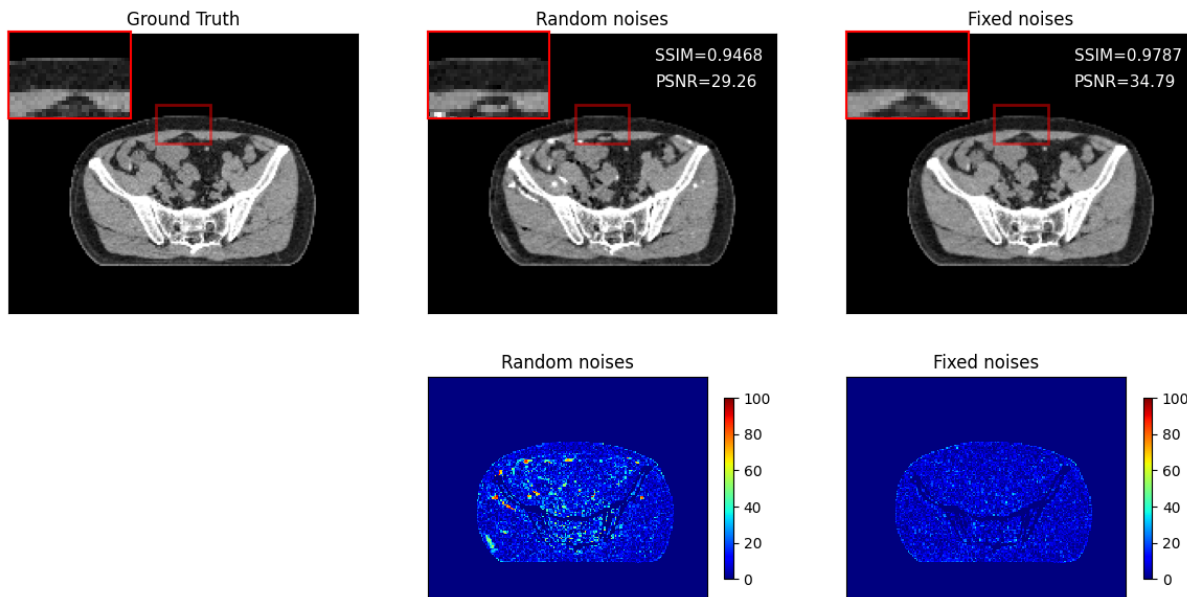 Ground Truth
Random noises
Fixed noises
SSIM=0.9468
PSNR=29.26
SSIM=0.9787
PSNR=34.79
Random noises
Fixed noises
100
80
60
40
20
0
100
80
60
40
20
0